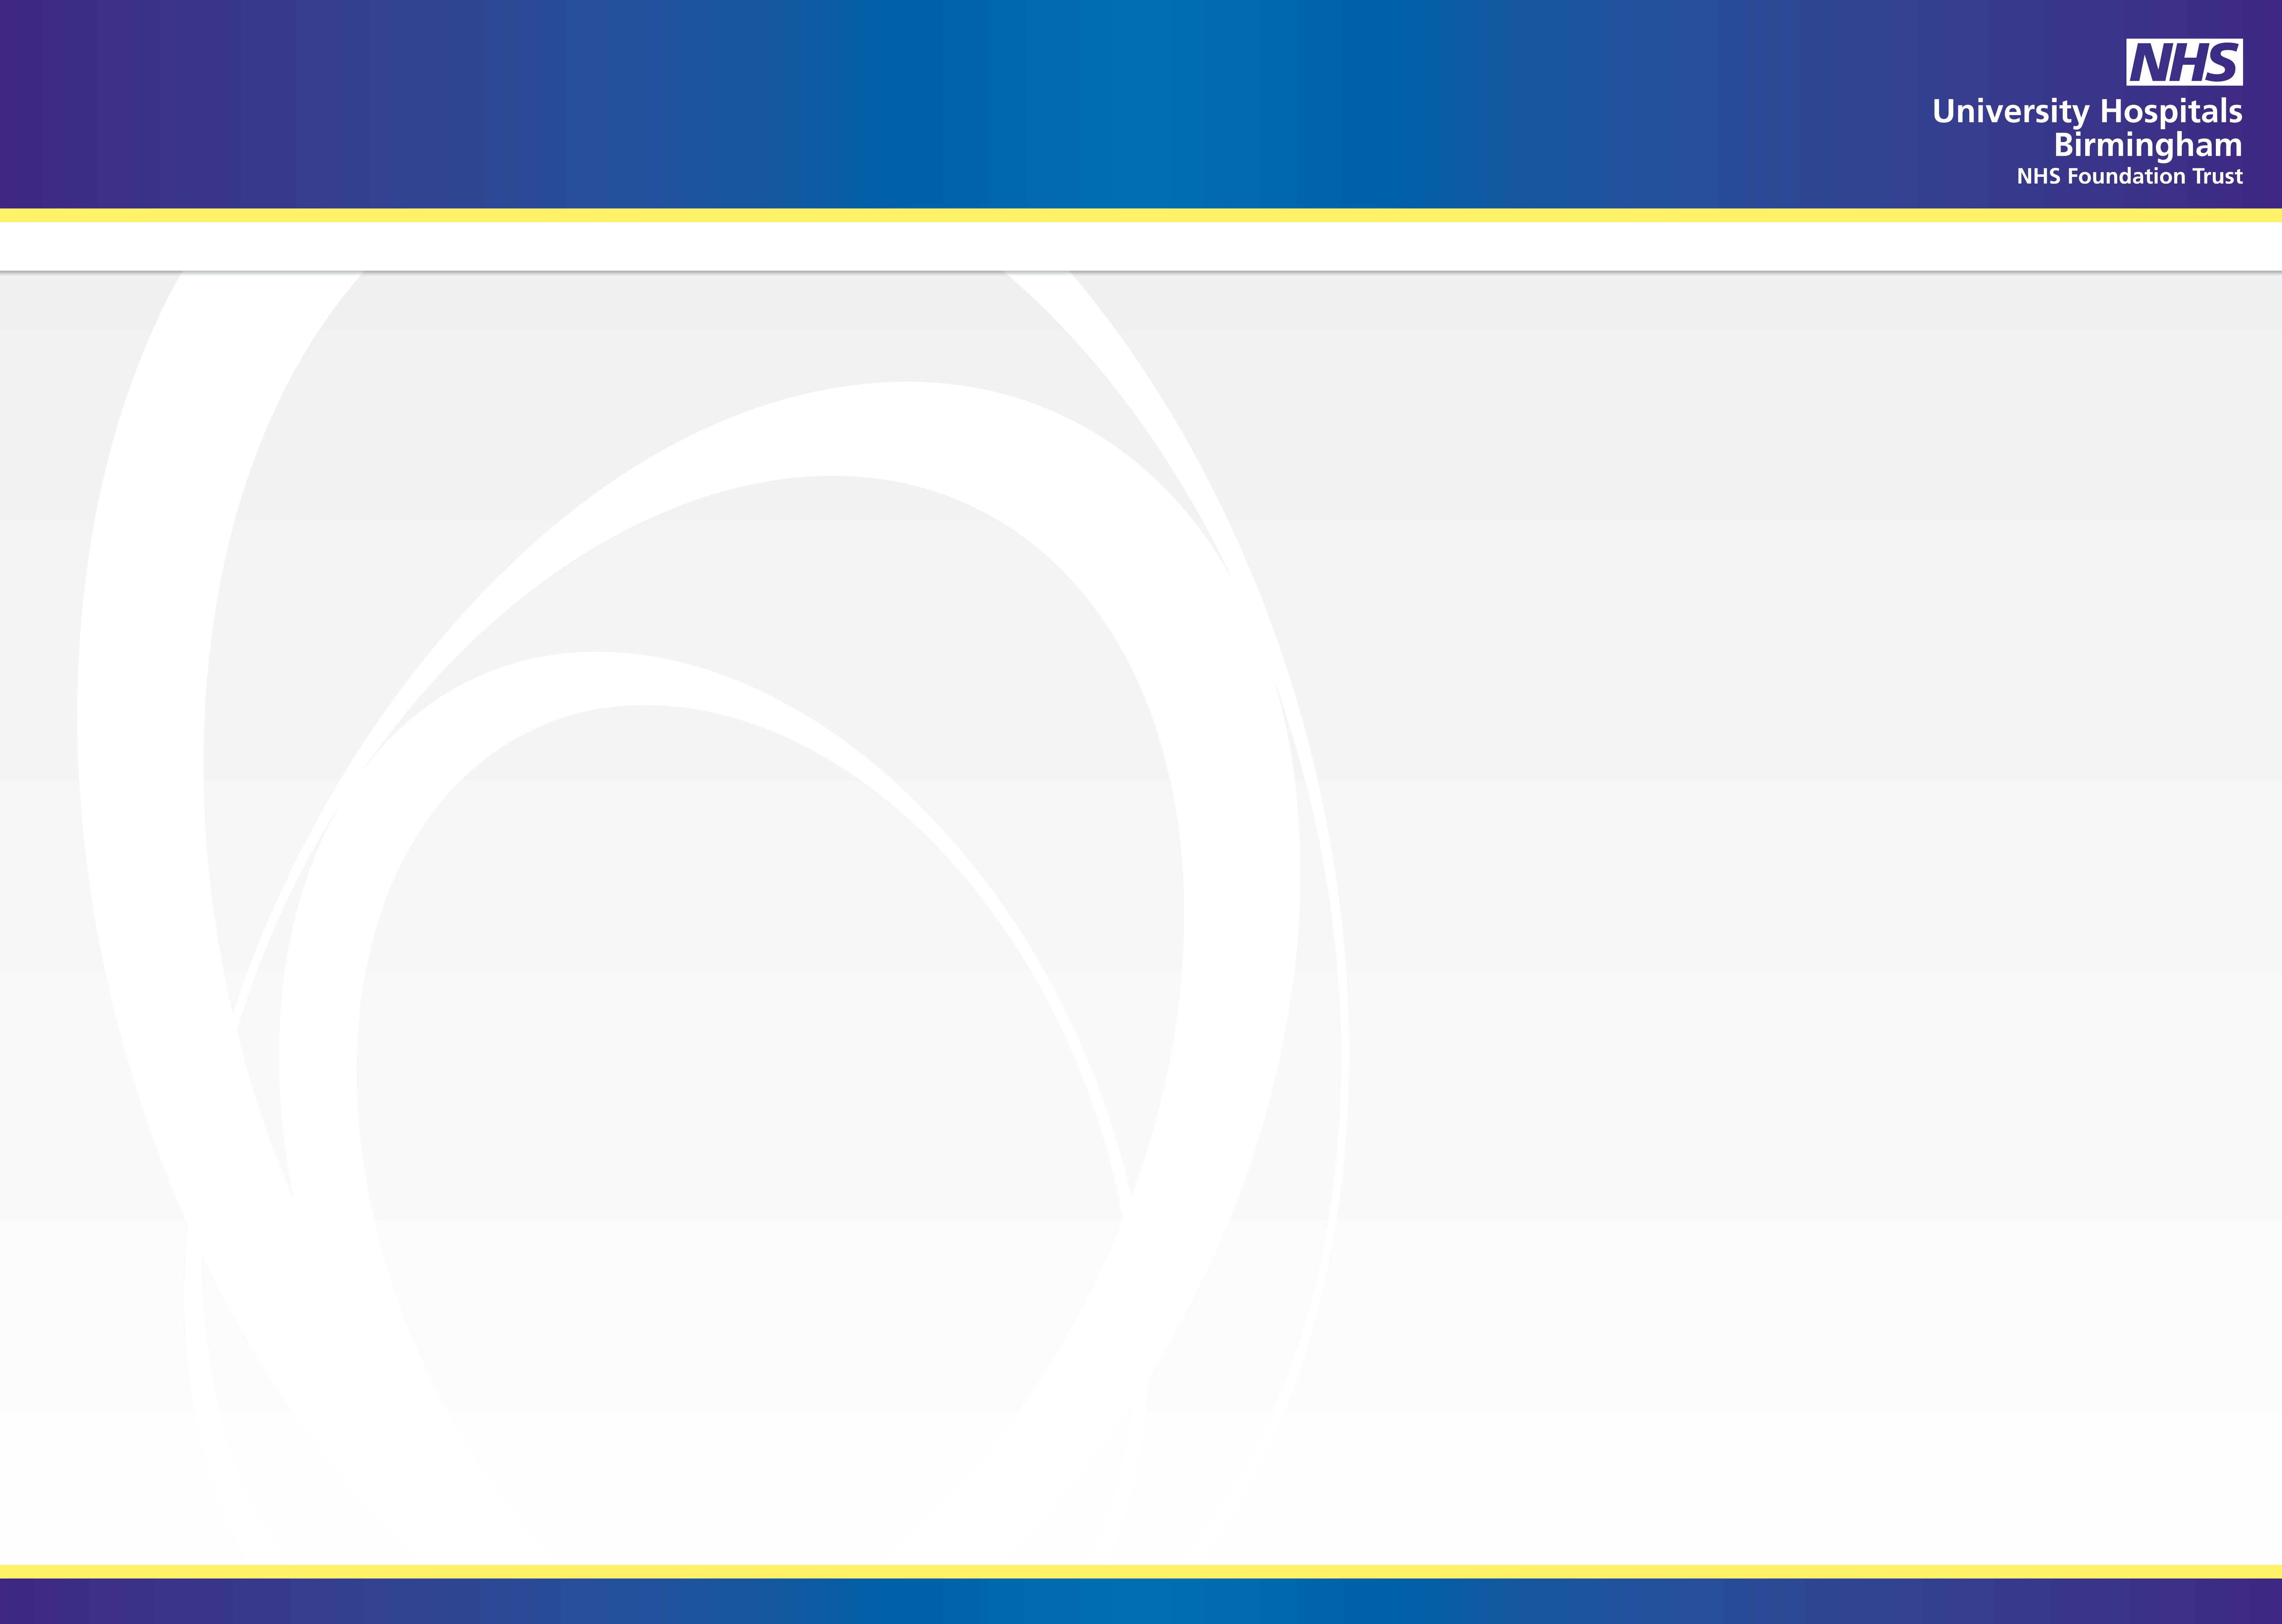 NHS
University Hospitals
Birmingham
NHS Foundation Trust